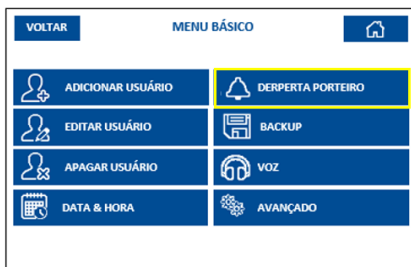 VOLTAR
MENU BÁSICO
ADICIONAR USUÁRIO
DERPERTA PORTEIRO
EDITAR USUÁRIO
BACKUP
APAGAR USUÁRIO
VOZ
DATA & HORA
AVANÇADO